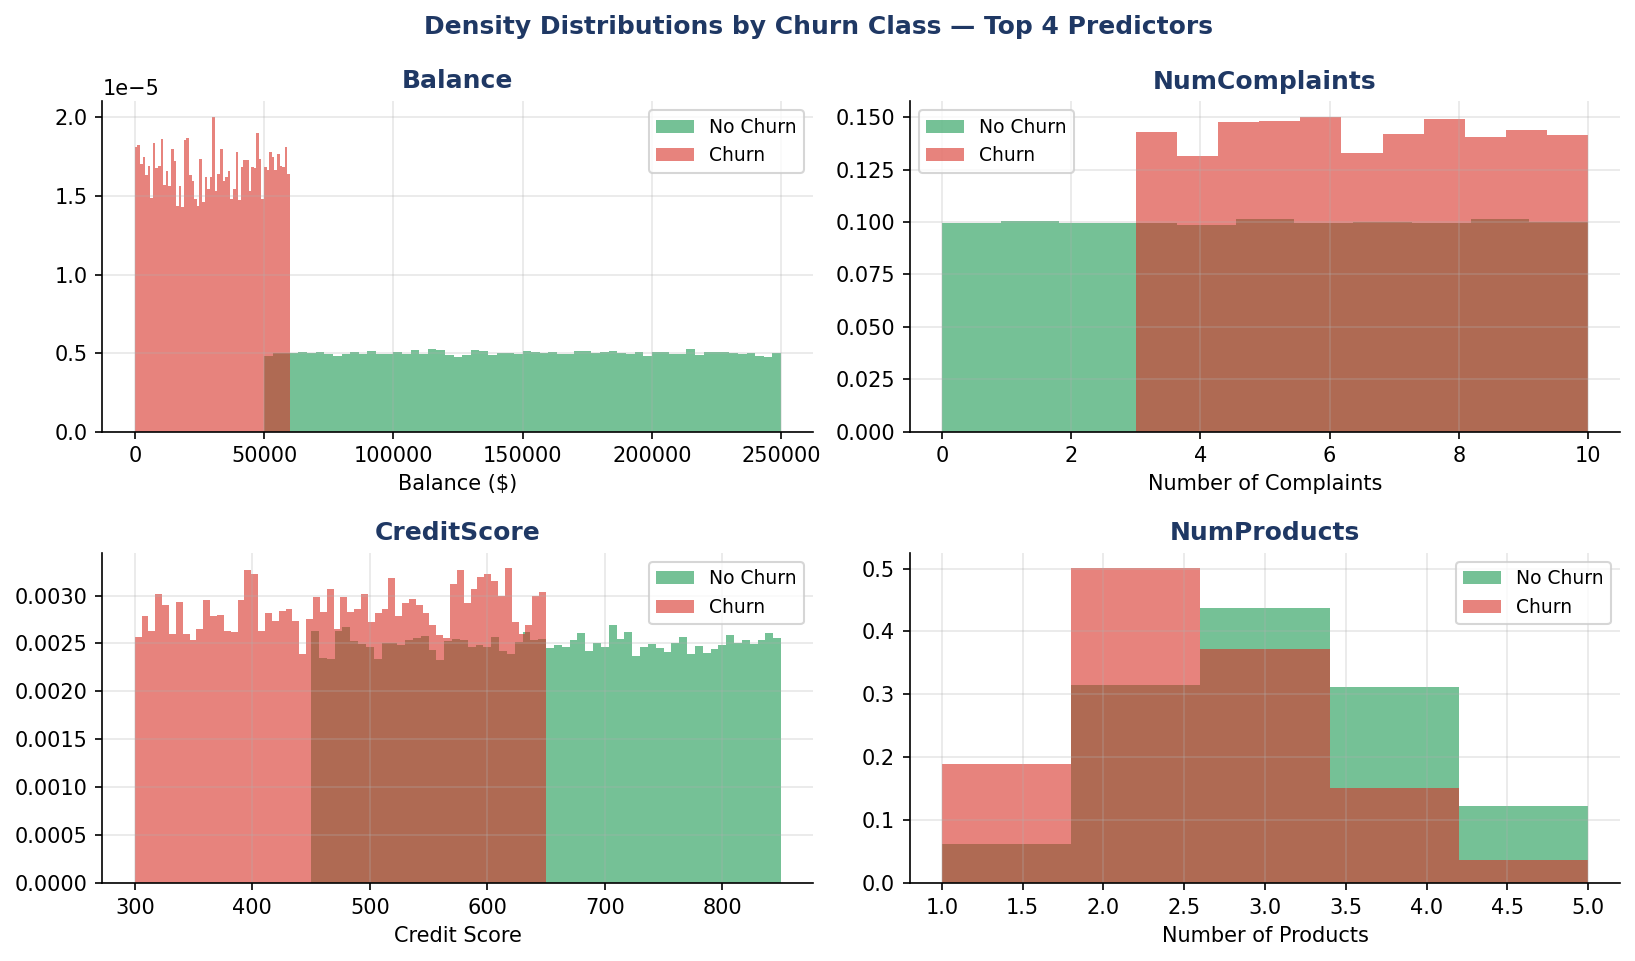 Density Distributions by Churn Class — Top 4 Predictors
Balance
1e−5
2.0
1.5
1.0
0.5
0.0
0 50000 100000 150000 200000 250000
Balance ($)
No Churn
Churn
NumComplaints
0.150
0.125
0.100
0.075
0.050
0.025
0.000
0 2 4 6 8 10
Number of Complaints
No Churn
Churn
CreditScore
0.0030
0.0025
0.0020
0.0015
0.0010
0.0005
0.0000
300 400 500 600 700 800
Credit Score
No Churn
Churn
NumProducts
0.5
0.4
0.3
0.2
0.1
0.0
1.0 1.5 2.0 2.5 3.0 3.5 4.0 4.5 5.0
Number of Products
No Churn
Churn